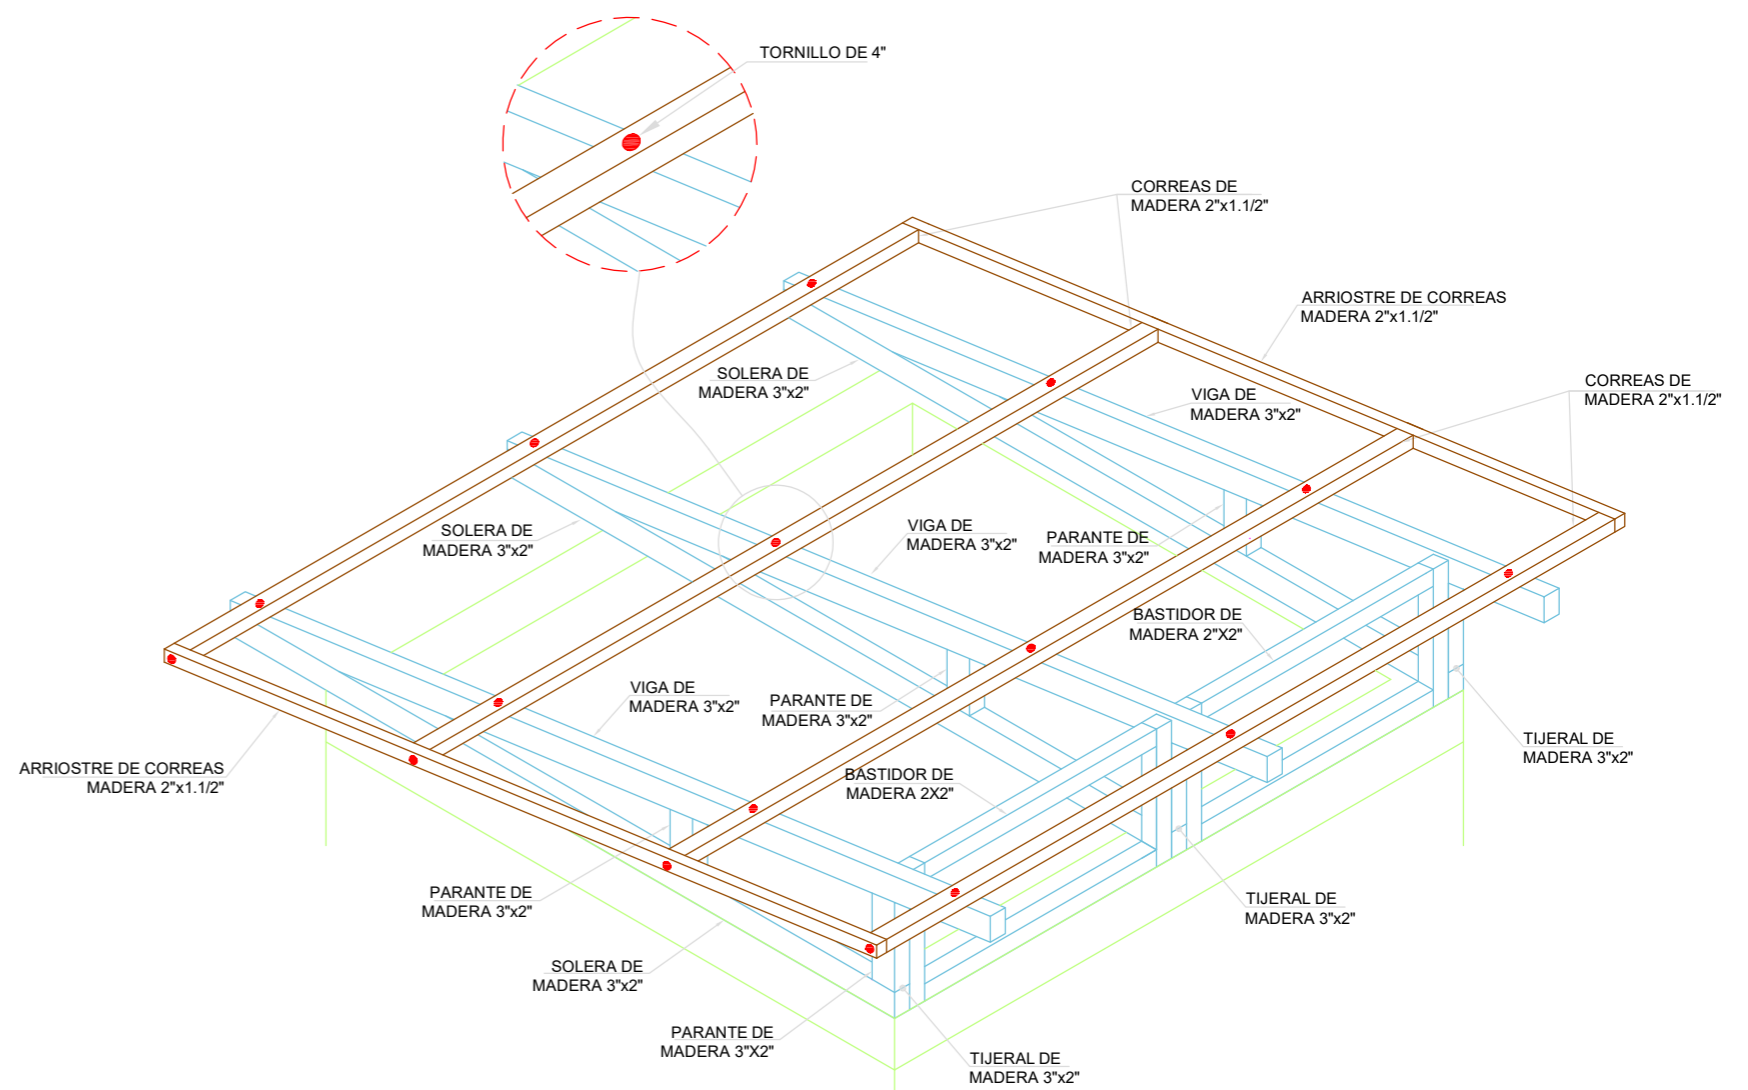 TORNILLO DE 4"
CORREAS DE
MADERA 2"x1.1/2"
ARRIOSTRE DE CORREAS
MADERA 2"x1.1/2"
SOLERA DE
MADERA 3"x2"
CORREAS DE
MADERA 2"x1.1/2"
VIGA DE
MADERA 3"x2"
SOLERA DE
MADERA 3"x2"
VIGA DE
MADERA 3"x2"
PARANTE DE
MADERA 3"x2"
BASTIDOR DE
MADERA 2"X2"
VIGA DE
MADERA 3"x2"
PARANTE DE
MADERA 3"x2"
TIJERAL DE
MADERA 3"x2"
ARRIOSTRE DE CORREAS
MADERA 2"x1.1/2"
BASTIDOR DE
MADERA 2X2"
PARANTE DE
MADERA 3"x2"
TIJERAL DE
MADERA 3"x2"
SOLERA DE
MADERA 3"x2"
PARANTE DE
MADERA 3"X2"
TIJERAL DE
MADERA 3"x2"